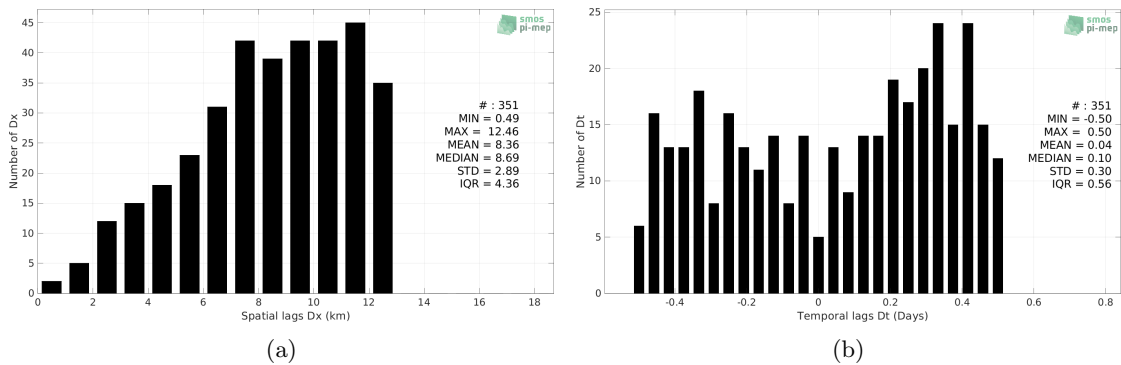 45
40
35
30
25
20
15
10
5
0
Number of Dx
0 2 4 6 8 10 12 14 16 18
Spatial lags Dx (km)
smos
pi-mep
# : 351
MIN = 0.49
MAX = 12.46
MEAN = 8.36
MEDIAN = 8.69
STD = 2.89
IQR = 4.36
(a)
25
20
15
10
5
0
Number of Dt
-0.4 -0.2 0 0.2 0.4 0.6 0.8
Temporal lags Dt (Days)
smos
pi-mep
# : 351
MIN = -0.50
MAX = 0.50
MEAN = 0.04
MEDIAN = 0.10
STD = 0.30
IQR = 0.56
(b)